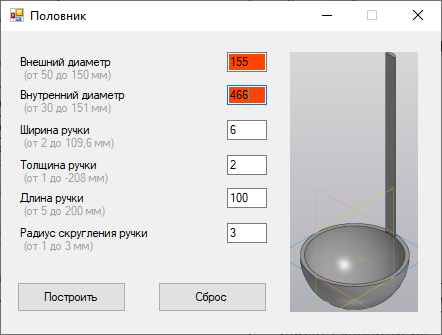 Половник
Внешний диаметр 155
(от 50 до 150 мм)
Внутренний диаметр 466
(от 30 до 151 мм)
Ширина ручки 6
(от 2 до 109,6 мм)
Толщина ручки 2
(от 1 до -208 мм)
Длина ручки 100
(от 5 до 200 мм)
Радиус скругления ручки 3
(от 1 до 3 мм)
Построить Сброс